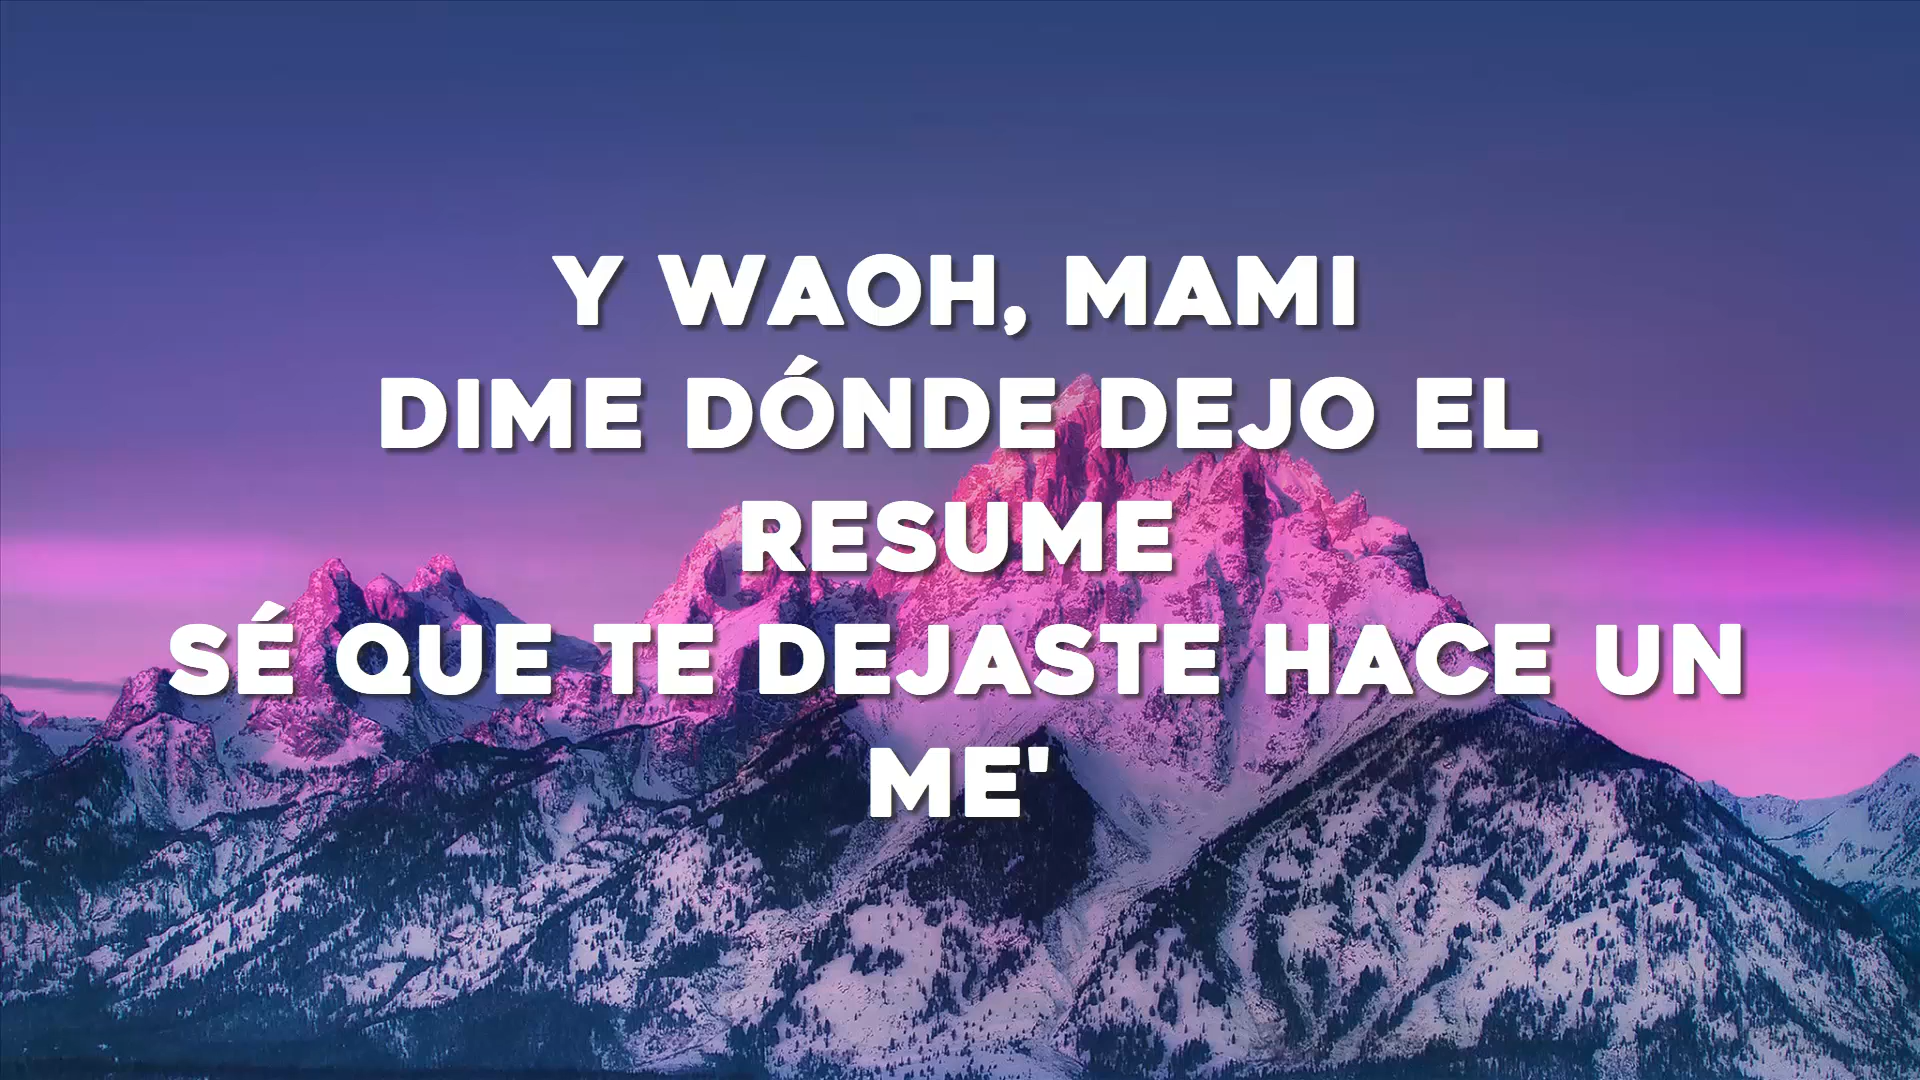 Y WAOH, MAMI
DIME DÓNDE DEJO EL
RESUME
SÉ QUE TE DEJASTE HACE UN
ME'